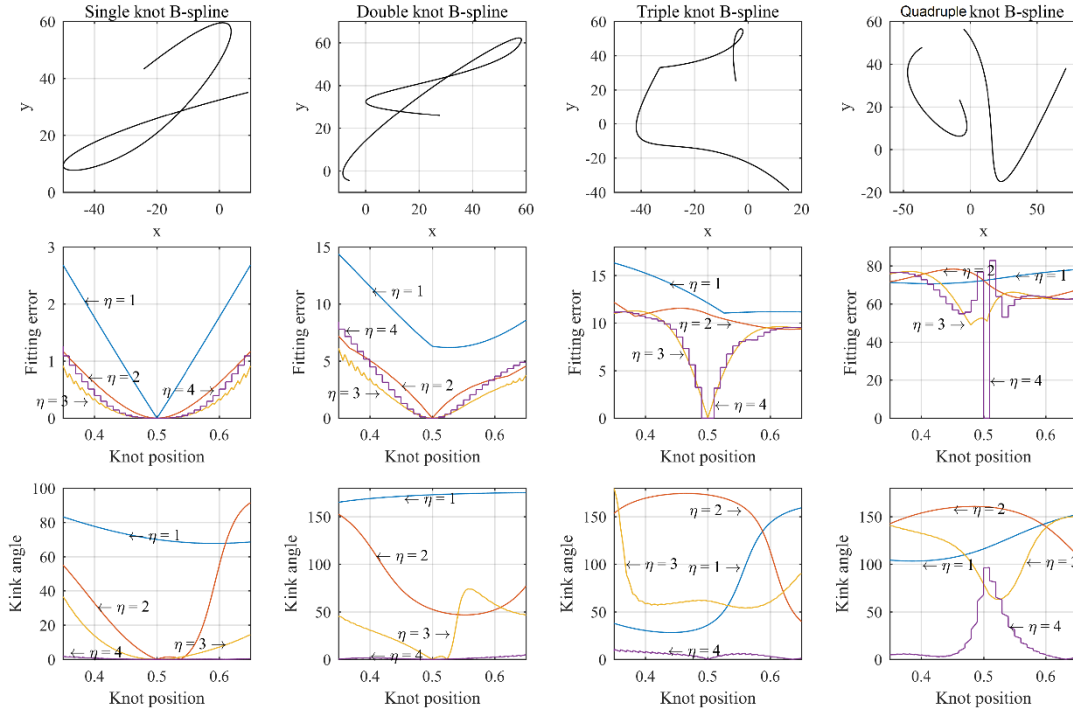 Single knot B-spline
60
40
20
0
y
-40
-20
0
x
Double knot B-spline
60
40
20
0
y
0
20
40
60
x
Triple knot B-spline
60
40
20
0
-20
-40
y
-40
-20
0
20
x
Quadruple knot B-spline
60
40
20
0
-20
y
-50
0
50
x
3
2
1
0
Fitting error
← η = 1
← η = 2
η = 3 →
← η = 4
0.4
0.5
0.6
Knot position
15
10
5
0
Fitting error
← η = 1
← η = 4
← η = 2
η = 3 →
0.4
0.5
0.6
Knot position
15
10
5
0
Fitting error
← η = 1
η = 2 →
η = 3 →
← η = 4
0.4
0.5
0.6
Knot position
80
60
40
20
0
Fitting error
← η = 2
← η = 1
η = 3 →
← η = 4
0.4
0.5
0.6
Knot position
100
80
60
40
20
0
Kink angle
← η = 1
← η = 2
η = 3 →
← η = 4
0.4
0.5
0.6
Knot position
150
100
50
0
Kink angle
← η = 1
← η = 2
η = 3 →
← η = 4
0.4
0.5
0.6
Knot position
150
100
50
0
Kink angle
η = 2 →
← η = 3
η = 1 →
← η = 4
0.4
0.5
0.6
Knot position
150
100
50
0
Kink angle
← η = 2
← η = 1
← η = 3
← η = 4
0.4
0.5
0.6
Knot position